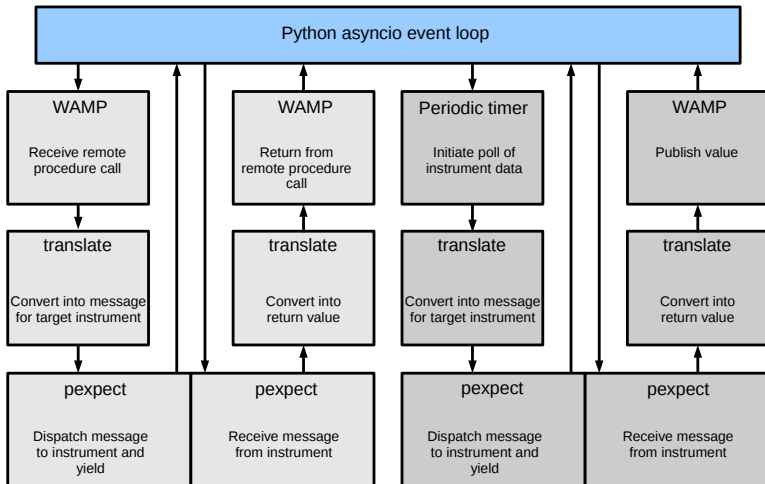 Python asyncio event loop
WAMP
Receive remote
procedure call
WAMP
Return from
remote procedure
call
Periodic timer
Initiate poll of
instrument data
WAMP
Publish value
translate
Convert into message
for target instrument
translate
Convert into
return value
translate
Convert into message
for target instrument
translate
Convert into
return value
pexpect
Dispatch message
to instrument and
yield
pexpect
Receive message
from instrument
pexpect
Dispatch message
to instrument and
yield
pexpect
Receive message
from instrument